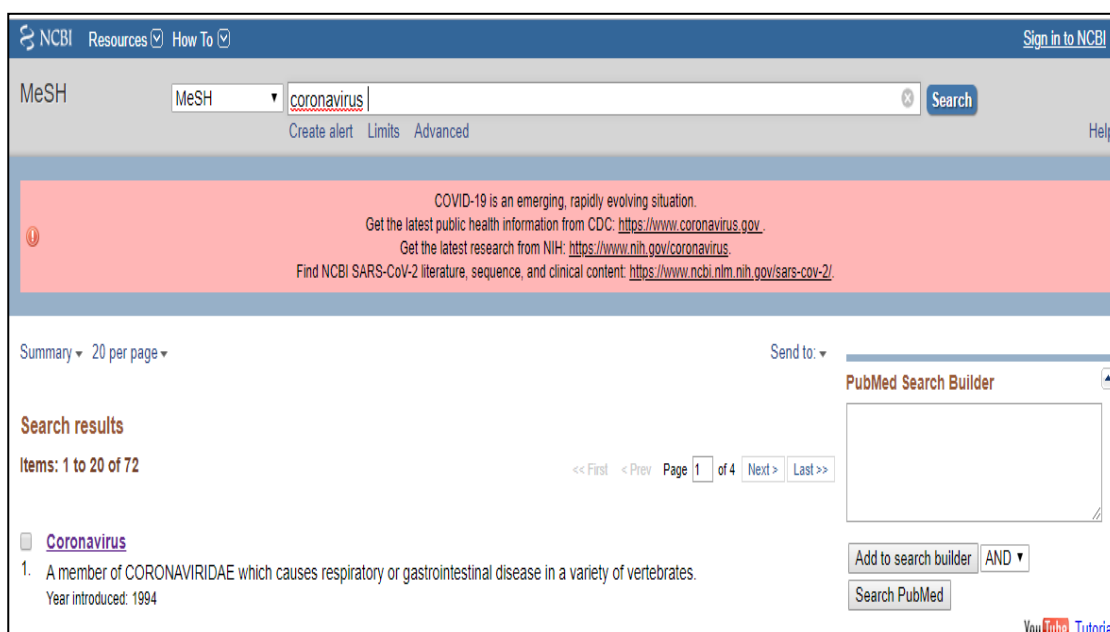 NCBI Resources How To Sign in to NCBI
MeSH MeSH coronavirus Search
Create alert Limits Advanced Help
COVID-19 is an emerging, rapidly evolving situation.
Get the latest public health information from CDC: https://www.coronavirus.gov .
Get the latest research from NIH: https://www.nih.gov/coronavirus.
Find NCBI SARS-CoV-2 literature, sequence, and clinical content: https://www.ncbi.nlm.nih.gov/sars-cov-2/.
Summary 20 per page Send to:
PubMed Search Builder
Search results
Items: 1 to 20 of 72
<< First < Prev Page 1 of 4 Next > Last >>
Coronavirus
1. A member of CORONAVIRIDAE which causes respiratory or gastrointestinal disease in a variety of vertebrates.
Year introduced: 1994
Add to search builder AND
Search PubMed
You Tube Tutoria